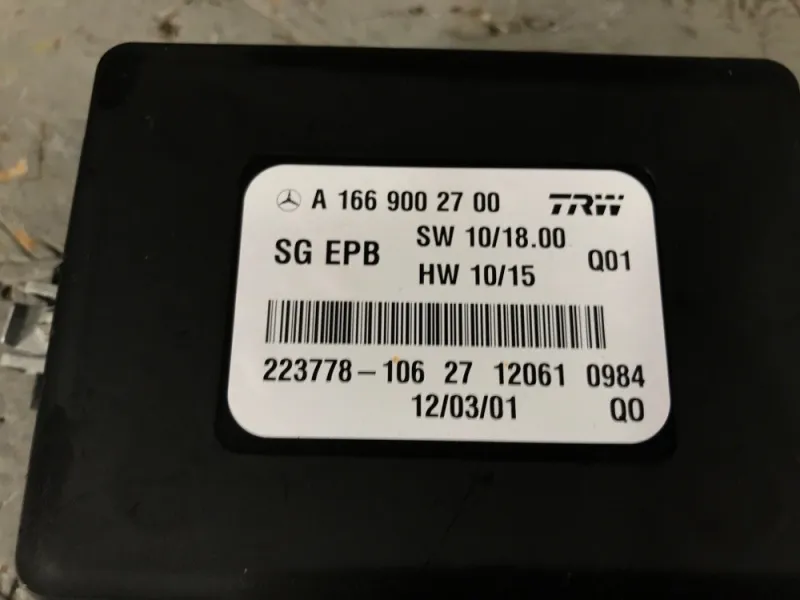 A 166 900 27 00 TRW
SG EPB SW 10/18.00 Q01
HW 10/15
223778-106 27 12061 0984
12/03/01 QO